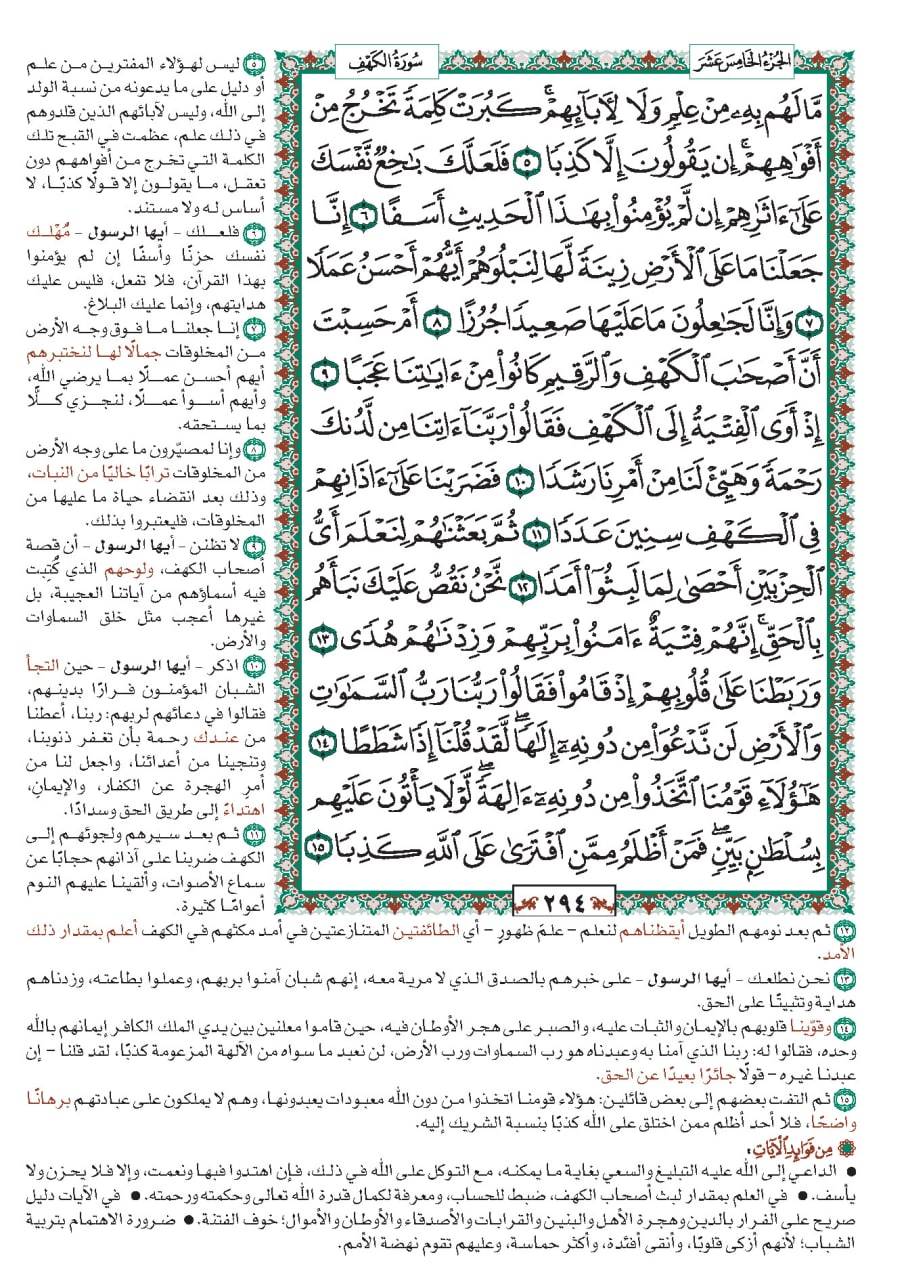 الجزء الخامس عشر
سورة الكهف
مَّا لَهُم بِهِۦ مِنْ عِلْمٍ وَلَا لِأٓبَآئِهِمْ ۚ كَبُرَتْ كَلِمَةً تَخْرُجُ مِنْ
أَفْوَٰهِهِمْ ۚ إِن يَقُولُونَ إِلَّا كَذِبًا ٥ فَلَعَلَّكَ بَٰخِعٌ نَّفْسَكَ
عَلَىٰٓ ءَاثَٰرِهِمْ إِن لَّمْ يُؤْمِنُوا۟ بِهَٰذَا ٱلْحَدِيثِ أَسَفًا ٦ إِنَّا
جَعَلْنَا مَا عَلَى ٱلْأَرْضِ زِينَةً لَّهَا لِنَبْلُوَهُمْ أَيُّهُمْ أَحْسَنُ عَمَلًا
٧ وَإِنَّا لَجَٰعِلُونَ مَا عَلَيْهَا صَعِيدًا جُرُزًا ٨ أَمْ حَسِبْتَ
أَنَّ أَصْحَٰبَ ٱلْكَهْفِ وَٱلرَّقِيمِ كَانُوا۟ مِنْ ءَايَٰتِنَا عَجَبًا ٩
إِذْ أَوَى ٱلْفِتْيَةُ إِلَى ٱلْكَهْفِ فَقَالُوا۟ رَبَّنَآ ءَاتِنَا مِن لَّدُنكَ
رَحْمَةً وَهَيِّئْ لَنَا مِنْ أَمْرِنَا رَشَدًا ١٠ فَضَرَبْنَا عَلَىٰٓ ءَاذَانِهِمْ
فِى ٱلْكَهْفِ سِنِينَ عَدَدًا ١١ ثُمَّ بَعَثْنَٰهُمْ لِنَعْلَمَ أَىُّ
ٱلْحِزْبَيْنِ أَحْصَىٰ لِمَا لَبِثُوٓا۟ أَمَدًا ١٢ نَّحْنُ نَقُصُّ عَلَيْكَ نَبَأَهُم
بِٱلْحَقِّ ۚ إِنَّهُمْ فِتْيَةٌ ءَامَنُوا۟ بِرَبِّهِمْ وَزِدْنَٰهُمْ هُدًى ١٣
وَرَبَطْنَا عَلَىٰ قُلُوبِهِمْ إِذْ قَامُوا۟ فَقَالُوا۟ رَبُّنَا رَبُّ ٱلسَّمَٰوَٰتِ
وَٱلْأَرْضِ لَن نَّدْعُوَا۟ مِن دُونِهِۦٓ إِلَٰهًا ۖ لَّقَدْ قُلْنَآ إِذًا شَطَطًا ١٤
هَٰٓؤُلَآءِ قَوْمُنَا ٱتَّخَذُوا۟ مِن دُونِهِۦٓ ءَالِهَةً ۖ لَّوْلَا يَأْتُونَ عَلَيْهِم
بِسُلْطَٰنٍۭ بَيِّنٍ ۖ فَمَنْ أَظْلَمُ مِمَّنِ ٱفْتَرَىٰ عَلَى ٱللَّهِ كَذِبًا ١٥
٢٩٤
٥ ليس لهؤلاء المفترين من علم
أو دليل على ما يدعونه من نسبة الولد
إلى الله، وليس لآبائهم الذين قلدوهم
في ذلك علم، عظمت في القبح تلك
الكلمة التي تخرج من أفواههم دون
تعقل، ما يقولون إلا قولًا كذبًا، لا
أساس له ولا مستند.
٦ فلعلك – أيها الرسول – مُهْلك
نفسك حزنًا وأسفًا إن لم يؤمنوا
بهذا القرآن، فلا تفعل، فليس عليك
هدايتهم، وإنما عليك البلاغ.
٧ إنا جعلنا ما فوق وجه الأرض
من المخلوقات جمالًا لها لنختبرهم
أيهم أحسن عملًا بما يرضي الله،
وأيهم أسوأ عملًا، لنجزي كلًّا
بما يستحقه.
٨ وإنا لمصيّرون ما على وجه الأرض
من المخلوقات ترابًا خاليًا من النبات،
وذلك بعد انقضاء حياة ما عليها من
المخلوقات، فليعتبروا بذلك.
٩ لا تظنن – أيها الرسول – أن قصة
أصحاب الكهف، ولوحهم الذي كُتِبت
فيه أسماؤهم من آياتنا العجيبة، بل
غيرها أعجب مثل خلق السماوات
والأرض.
١٠ اذكر – أيها الرسول – حين التجأ
الشبان المؤمنون فرارًا بدينهم،
فقالوا في دعائهم لربهم: ربنا، أعطنا
من عندك رحمة بأن تغفر ذنوبنا،
وتنجينا من أعدائنا، واجعل لنا من
أمر الهجرة عن الكفار، والإيمان،
اهتداءً إلى طريق الحق وسدادًا.
١١ ثم بعد سيرهم ولجوئهم إلى
الكهف ضربنا على آذانهم حجابًا عن
سماع الأصوات، وألقينا عليهم النوم
أعوامًا كثيرة.
١٢ ثم بعد نومهم الطويل أيقظناهم لنعلم – علمَ ظهورٍ – أي الطائفتين المتنازعتين في أمد مكثهم في الكهف أعلم بمقدار ذلك
الأمد.
١٣ نحن نطلعك – أيها الرسول – على خبرهم بالصدق الذي لا مرية معه، إنهم شبان آمنوا بربهم، وعملوا بطاعته، وزدناهم
هداية وتثبيتًا على الحق.
١٤ وقوّينا قلوبهم بالإيمان والثبات عليه، والصبر على هجر الأوطان فيه، حين قاموا معلنين بين يدي الملك الكافر إيمانهم بالله
وحده، فقالوا له: ربنا الذي آمنا به وعبدناه هو رب السماوات ورب الأرض، لن نعبد ما سواه من الآلهة المزعومة كذبًا، لقد قلنا – إن
عبدنا غيره – قولًا جائرًا بعيدًا عن الحق.
١٥ ثم التفت بعضهم إلى بعض قائلين: هؤلاء قومنا اتخذوا من دون الله معبودات يعبدونها، وهم لا يملكون على عبادتهم برهانًا
واضحًا، فلا أحد أظلم ممن اختلق على الله كذبًا بنسبة الشريك إليه.
من فوائد الآيات:
• الداعي إلى الله عليه التبليغ والسعي بغاية ما يمكنه، مع التوكل على الله في ذلك، فإن اهتدوا فبها ونعمت، وإلا فلا يحزن ولا
يأسف. • في العلم بمقدار لبث أصحاب الكهف، ضبط للحساب، ومعرفة لكمال قدرة الله تعالى وحكمته ورحمته. • في الآيات دليل
صريح على الفرار بالدين وهجرة الأهل والبنين والقرابات والأصدقاء والأوطان والأموال؛ خوف الفتنة. • ضرورة الاهتمام بتربية
الشباب؛ لأنهم أزكى قلوبًا، وأنقى أفئدة، وأكثر حماسة، وعليهم تقوم نهضة الأمم.